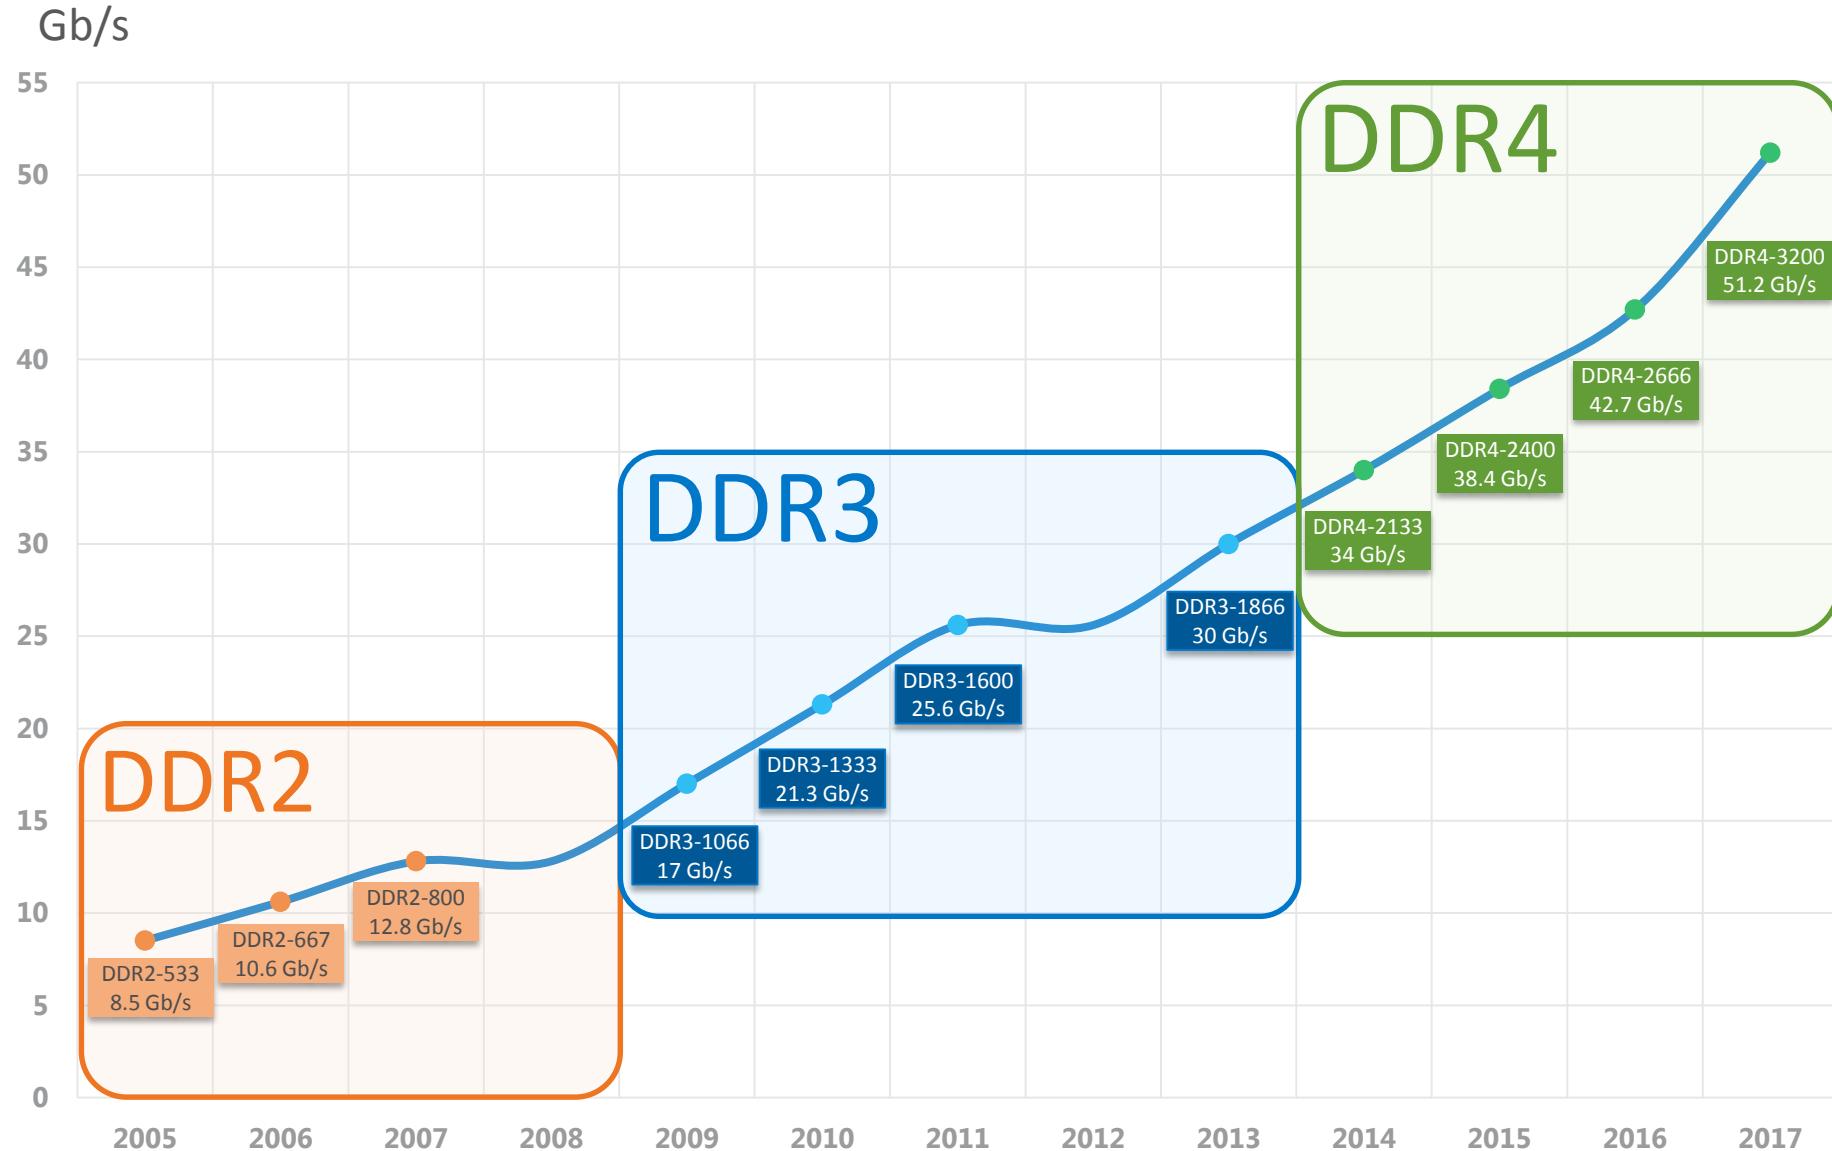 Gb/s
55
50
45
40
35
30
25
20
15
10
5
0
DDR2
DDR2-533
8.5 Gb/s
DDR2-667
10.6 Gb/s
DDR2-800
12.8 Gb/s
DDR3
DDR3-1066
17 Gb/s
DDR3-1333
21.3 Gb/s
DDR3-1600
25.6 Gb/s
DDR3-1866
30 Gb/s
DDR4
DDR4-2133
34 Gb/s
DDR4-2400
38.4 Gb/s
DDR4-2666
42.7 Gb/s
DDR4-3200
51.2 Gb/s
2005 2006 2007 2008 2009 2010 2011 2012 2013 2014 2015 2016 2017